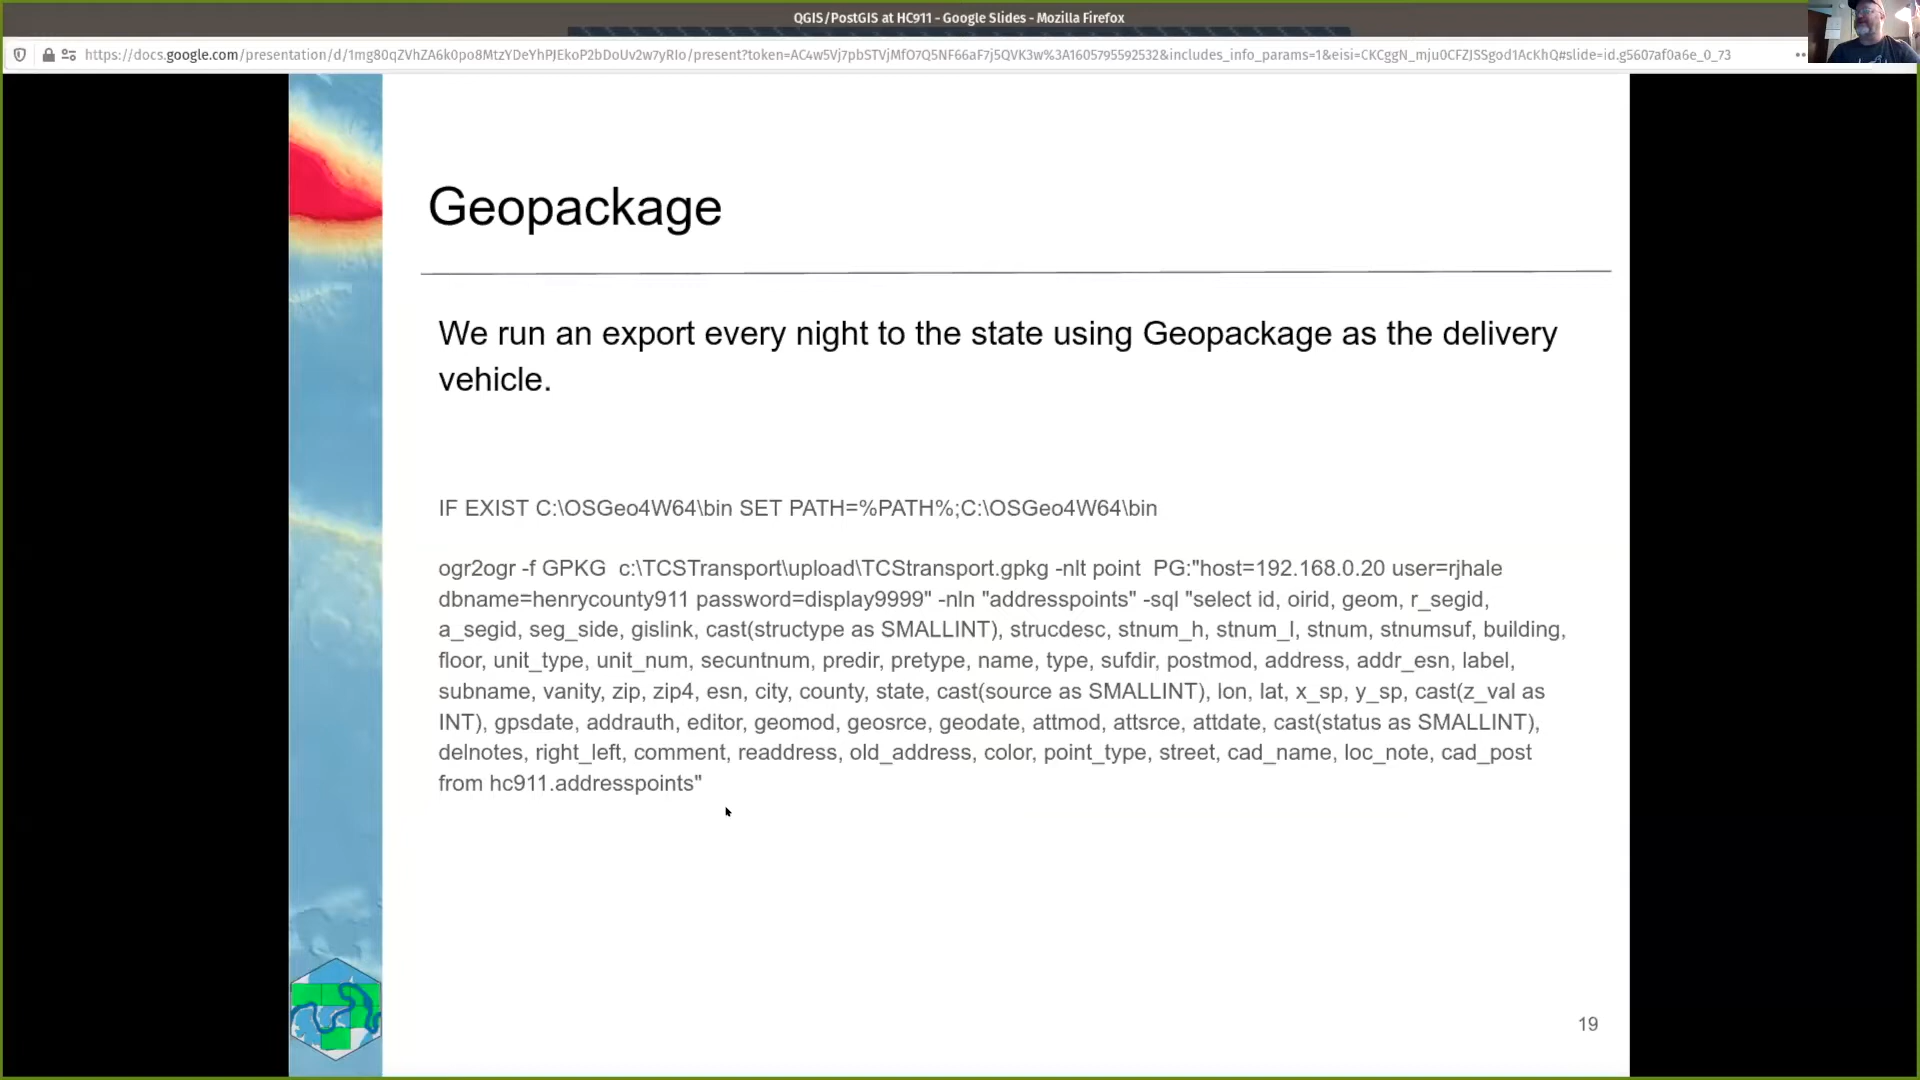 QGIS/PostGIS at HC911 - Google Slides - Mozilla Firefox
https://docs.google.com/presentation/d/1mg80qZVhZA6k0po8MtzYDeYhPJEkoP2bDoUv2w7yRIo/present?token=AC4w5Vj7pbSTVjMfO7Q5NF66aF7j5QVK3w%3A1605795592532&includes_info_params=1&eisi=CKCggN_mju0CFZJSSgod1AcKhQ#slide=id.g5607af0a6e_0_73
Geopackage
We run an export every night to the state using Geopackage as the delivery
vehicle.
IF EXIST C:\OSGeo4W64\bin SET PATH=%PATH%;C:\OSGeo4W64\bin
ogr2ogr -f GPKG  c:\TCSTransport\upload\TCStransport.gpkg -nlt point  PG:"host=192.168.0.20 user=rjhale
dbname=henrycounty911 password=display9999" -nln "addresspoints" -sql "select id, oirid, geom, r_segid,
a_segid, seg_side, gislink, cast(structype as SMALLINT), strucdesc, stnum_h, stnum_l, stnum, stnumsuf, building,
floor, unit_type, unit_num, secuntnum, predir, pretype, name, type, sufdir, postmod, address, addr_esn, label,
subname, vanity, zip, zip4, esn, city, county, state, cast(source as SMALLINT), lon, lat, x_sp, y_sp, cast(z_val as
INT), gpsdate, addrauth, editor, geomod, geosrce, geodate, attmod, attsrce, attdate, cast(status as SMALLINT),
delnotes, right_left, comment, readdress, old_address, color, point_type, street, cad_name, loc_note, cad_post
from hc911.addresspoints"
19